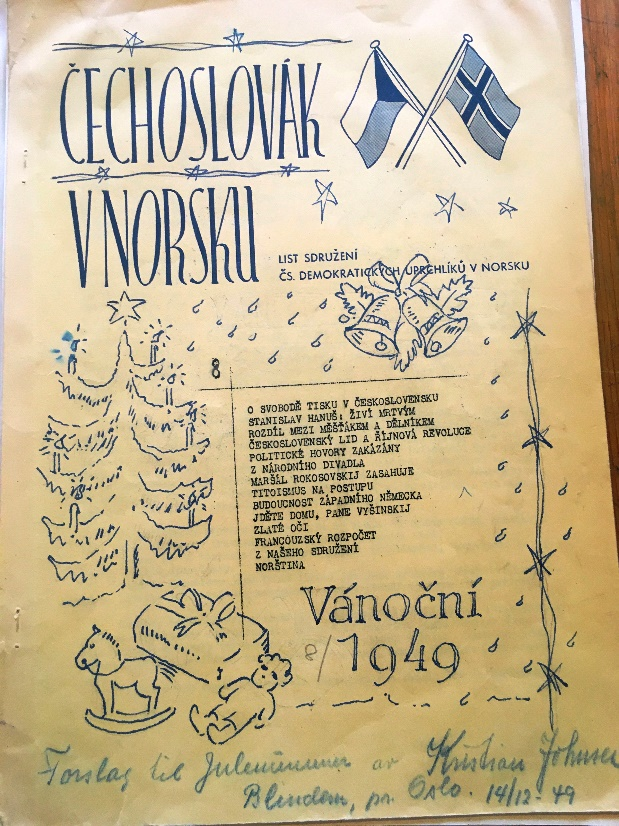 ČECHOSLOVÁK
V NORSKU
LIST SDRUŽENÍ
ČS. DEMOKRATICKÝCH UPRCHLÍKŮ V NORSKU
8
O SVOBODĚ TISKU V ČESKOSLOVENSKU
STANISLAV HANUŠ: ŽIVÍ MRTVÝM
ROZDÍL MEZI MĚŠŤÁKEM A DĚLNÍKEM
ČESKOSLOVENSKÝ LID A ŘÍJNOVÁ REVOLUCE
POLITICKÉ HOVORY ZAKÁZÁNY
Z NÁRODNÍHO DIVADLA
MARŠÁL ROKOSOVSKIJ ZASAHUJE
TITOISMUS NA POSTUPU
BUDOUCNOST ZÁPADNÍHO NĚMECKA
JDĚTE DOMU, PANE VYŠINSKIJ
ZLATÉ OČI
FRANCOUZSKÝ ROZPOČET
Z NAŠEHO SDRUŽENÍ
NORŠTINA
Vánoční
8/1949
Forslag til Julenummer av Kristian Johnsen
Blindern, pr. Oslo. 14/12-49